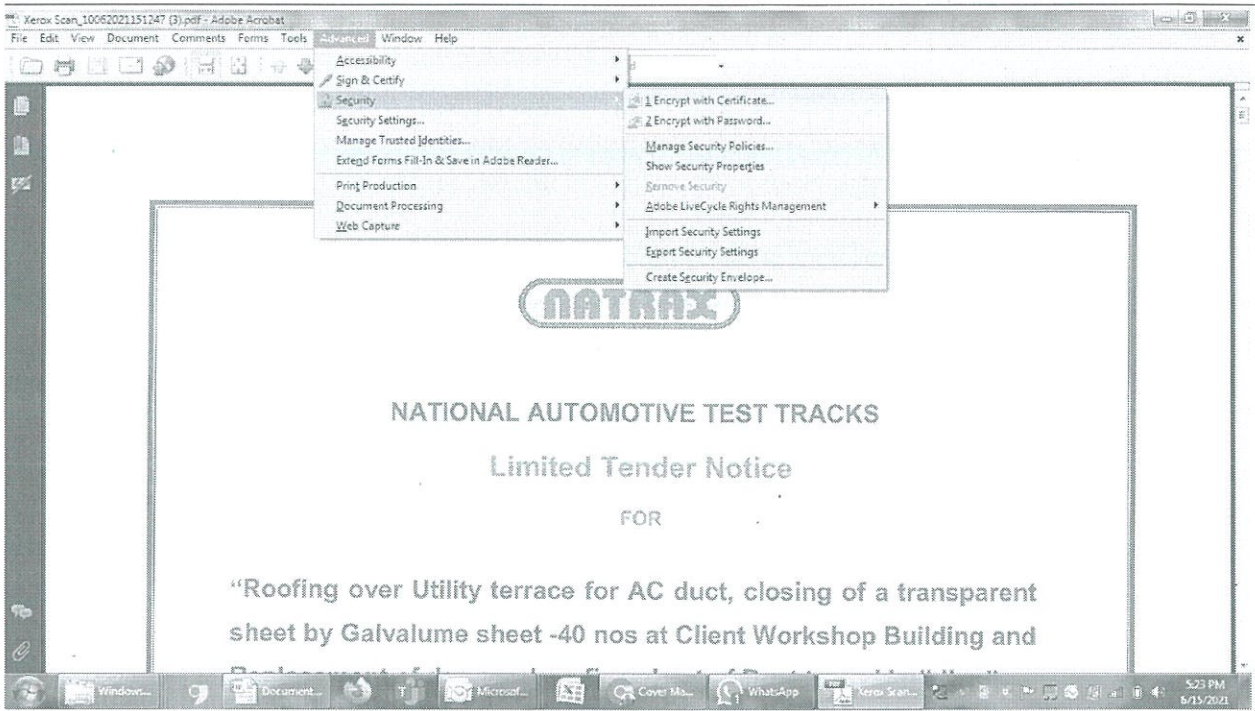 Xerox Scan_10062021151247 (3).pdf - Adobe Acrobat
File Edit View Document Comments Forms Tools Advanced Window Help
Accessibility
Sign & Certify
Security
Security Settings...
Manage Trusted Identities...
Extend Forms Fill-In & Save in Adobe Reader...
Print Production
Document Processing
Web Capture
1 Encrypt with Certificate...
2 Encrypt with Password...
Manage Security Policies...
Show Security Properties
Remove Security
Adobe LiveCycle Rights Management
Import Security Settings
Export Security Settings
Create Security Envelope...
NATRAX
NATIONAL AUTOMOTIVE TEST TRACKS
Limited Tender Notice
FOR
“Roofing over Utility terrace for AC duct, closing of a transparent
sheet by Galvalume sheet -40 nos at Client Workshop Building and
Windows... Document... Microsof... Cover Ma... WhatsApp Xerox Scan...
5:23 PM
6/15/2021